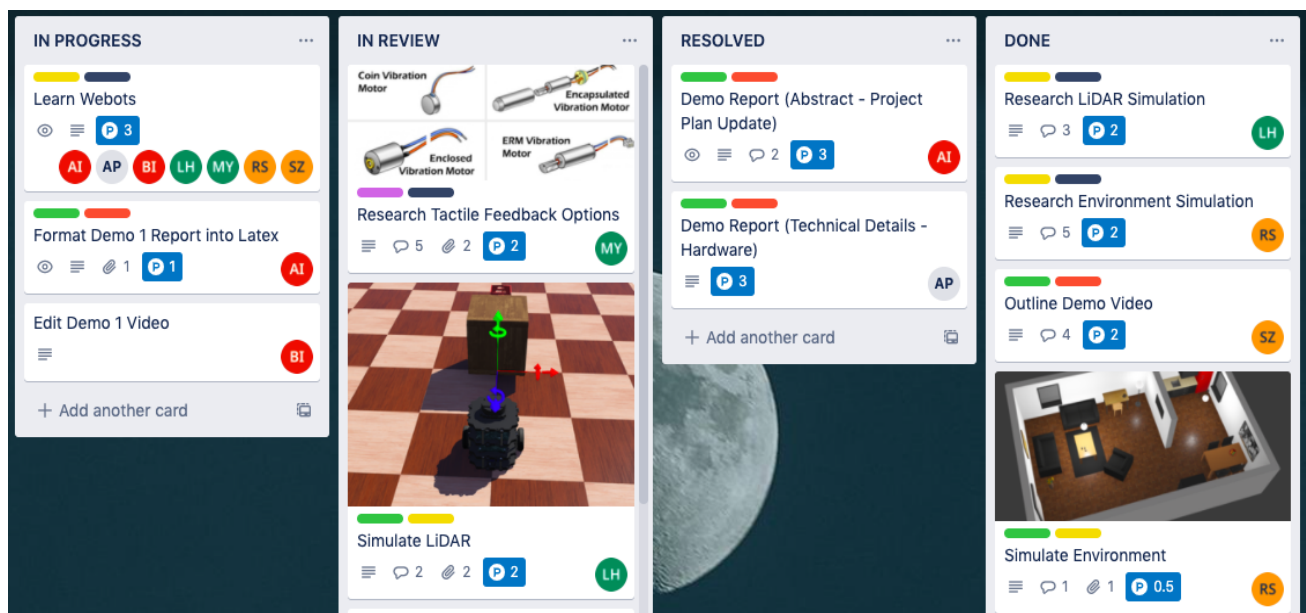 IN PROGRESS
Learn Webots
P 3
AI AP BI LH MY RS SZ
Format Demo 1 Report into Latex
1 P 1
AI
Edit Demo 1 Video
BI
+ Add another card
IN REVIEW
Coin Vibration
Motor
Encapsulated
Vibration Motor
Enclosed
Vibration Motor
ERM Vibration
Motor
Research Tactile Feedback Options
5 2 P 2
MY
Simulate LiDAR
2 2 P 2
LH
RESOLVED
Demo Report (Abstract - Project
Plan Update)
2 P 3
AI
Demo Report (Technical Details -
Hardware)
P 3
AP
+ Add another card
DONE
Research LiDAR Simulation
3 P 2
LH
Research Environment Simulation
5 P 2
RS
Outline Demo Video
4 P 2
SZ
Simulate Environment
1 1 P 0.5
RS